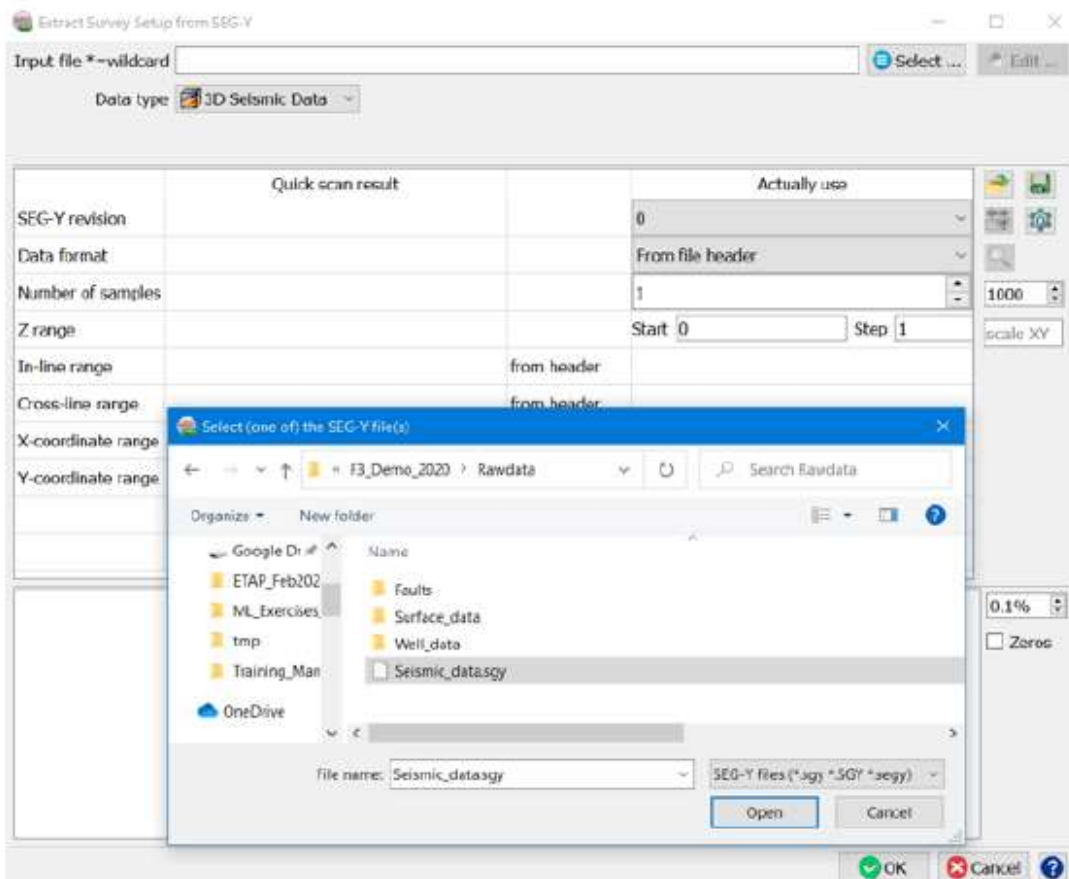 Extract Survey Setup from SEG-Y
Input file *=wildcard Select ... Edit ...
Data type 3D Seismic Data
Quick scan result Actually use
SEG-Y revision 0
Data format From file header
Number of samples 1 1000
Z range Start 0 Step 1 scale XY
In-line range from header
Cross-line range from header
Select (one of) the SEG-Y file(s)
X-coordinate range
« F3_Demo_2020 › Rawdata Search Rawdata
Y-coordinate range
Organize New folder
Google Dr Name
ETAP_Feb202 Faults
0.1%
ML_Exercises_ Surface_data
tmp Well_data
Zeros
Training_Man Seismic_data.sgy
OneDrive
File name: Seismic_data.sgy SEG-Y files (*.sgy *.SGY *.segy)
Open Cancel
OK Cancel ?